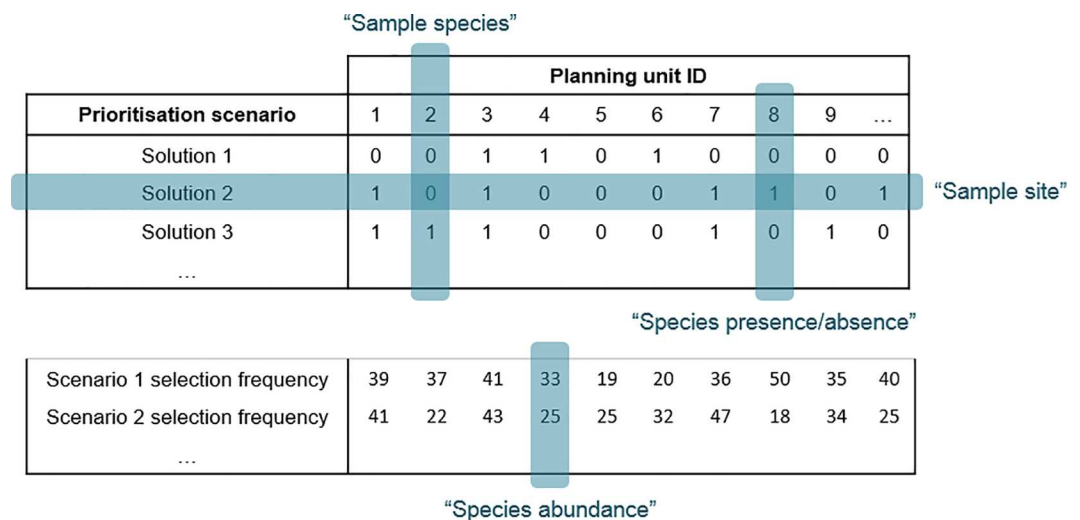 “Sample species”
Planning unit ID
Prioritisation scenario 1 2 3 4 5 6 7 8 9 …
Solution 1 0 0 1 1 0 1 0 0 0 0
Solution 2 1 0 1 0 0 0 1 1 0 1 “Sample site”
Solution 3 1 1 1 0 0 0 1 0 1 0
…
“Species presence/absence”
Scenario 1 selection frequency 39 37 41 33 19 20 36 50 35 40
Scenario 2 selection frequency 41 22 43 25 25 32 47 18 34 25
…
“Species abundance”